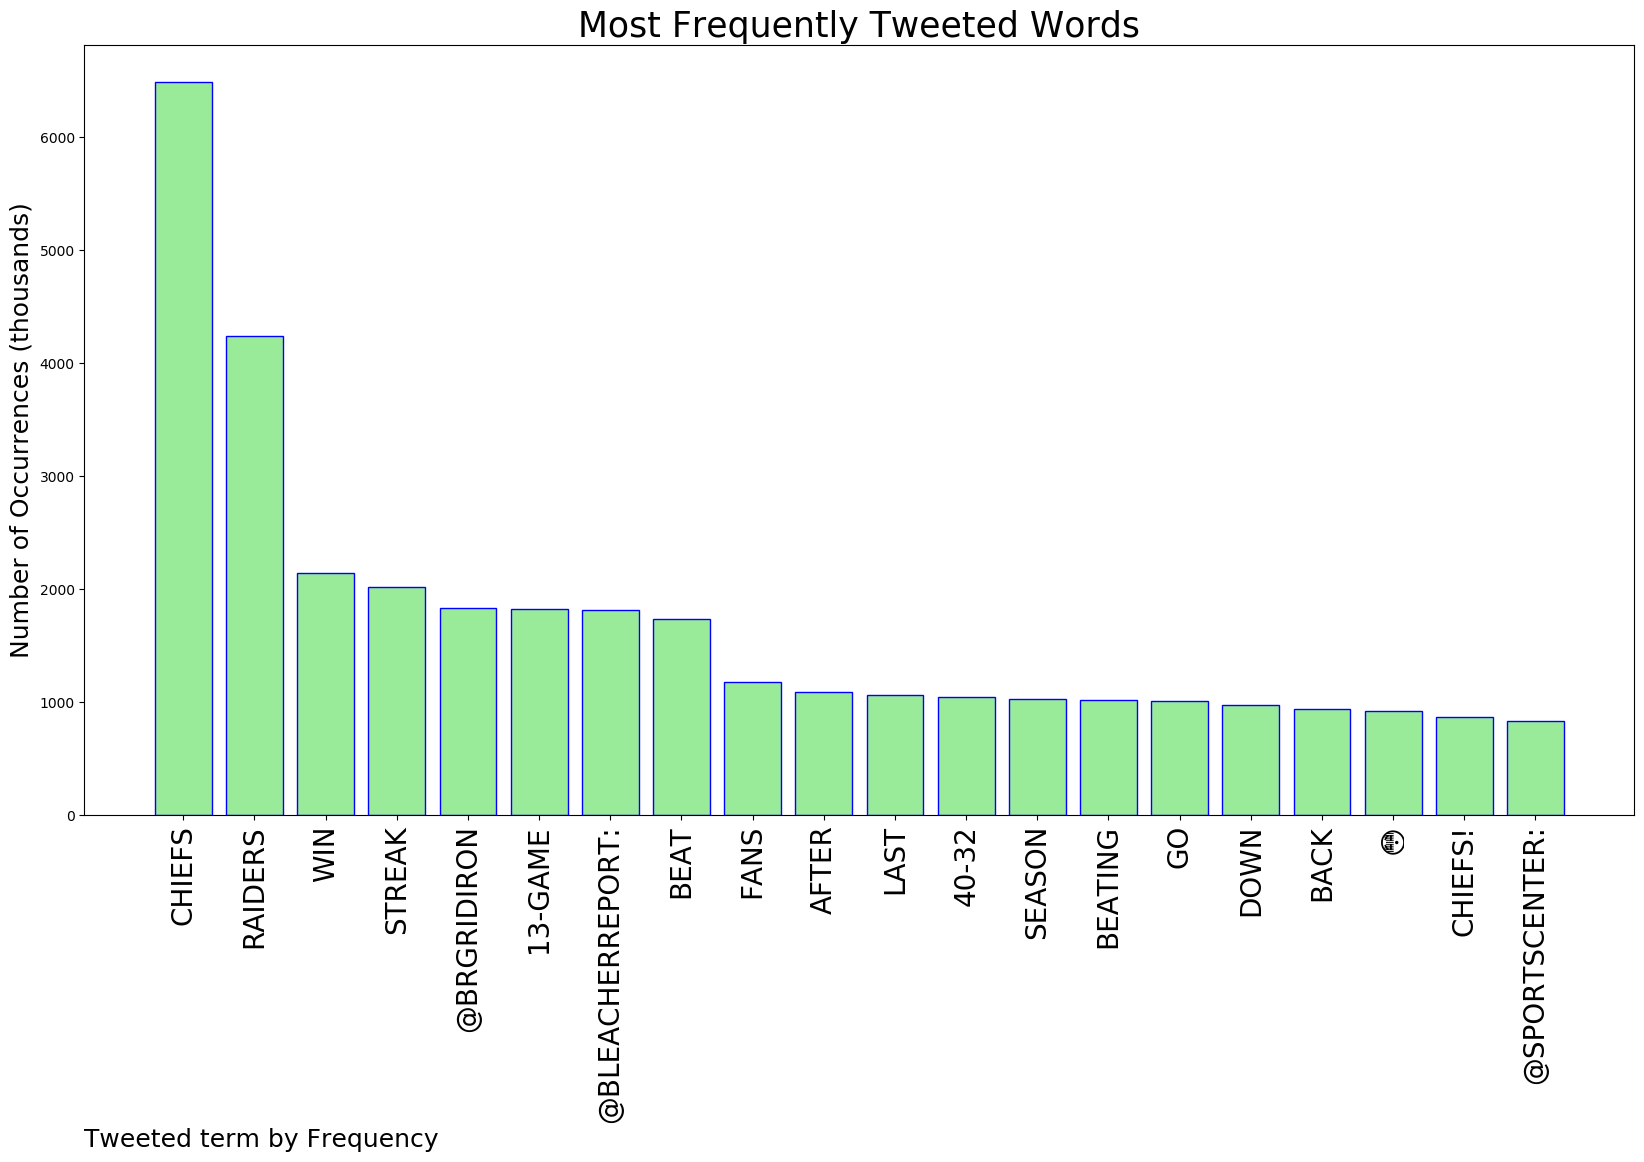 Most Frequently Tweeted Words
Number of Occurrences (thousands)
6000
5000
4000
3000
2000
1000
0
CHIEFS
RAIDERS
WIN
STREAK
@BRGRIDIRON
13-GAME
@BLEACHERREPORT:
BEAT
FANS
AFTER
LAST
40-32
SEASON
BEATING
GO
DOWN
BACK
CHIEFS!
@SPORTSCENTER:
Tweeted term by Frequency